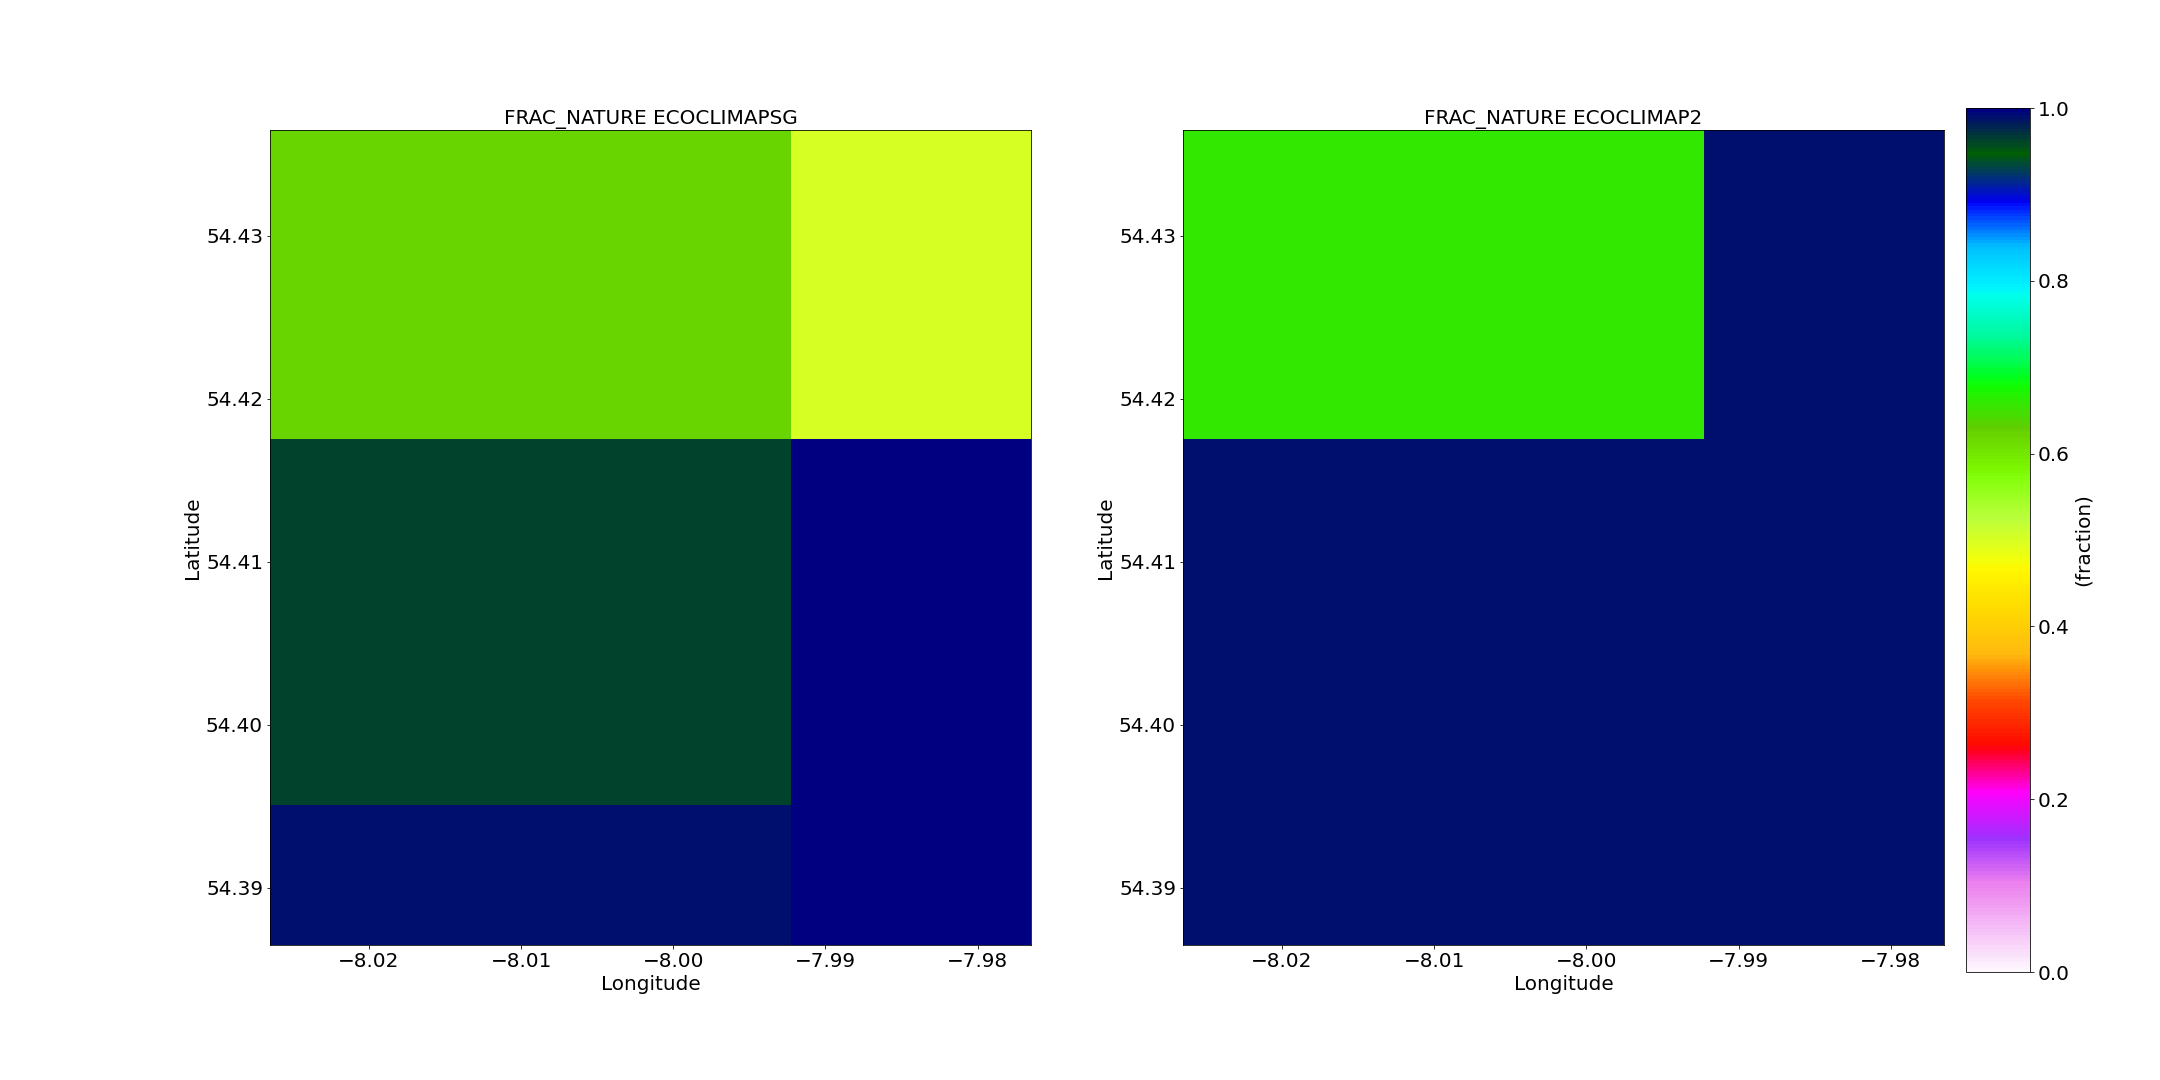 FRAC_NATURE ECOCLIMAPSG
54.43
54.42
54.41
54.40
54.39
Latitude
−8.02 −8.01 −8.00 −7.99 −7.98
Longitude
FRAC_NATURE ECOCLIMAP2
54.43
54.42
54.41
54.40
54.39
Latitude
−8.02 −8.01 −8.00 −7.99 −7.98
Longitude
1.0
0.8
0.6
0.4
0.2
0.0
(fraction)